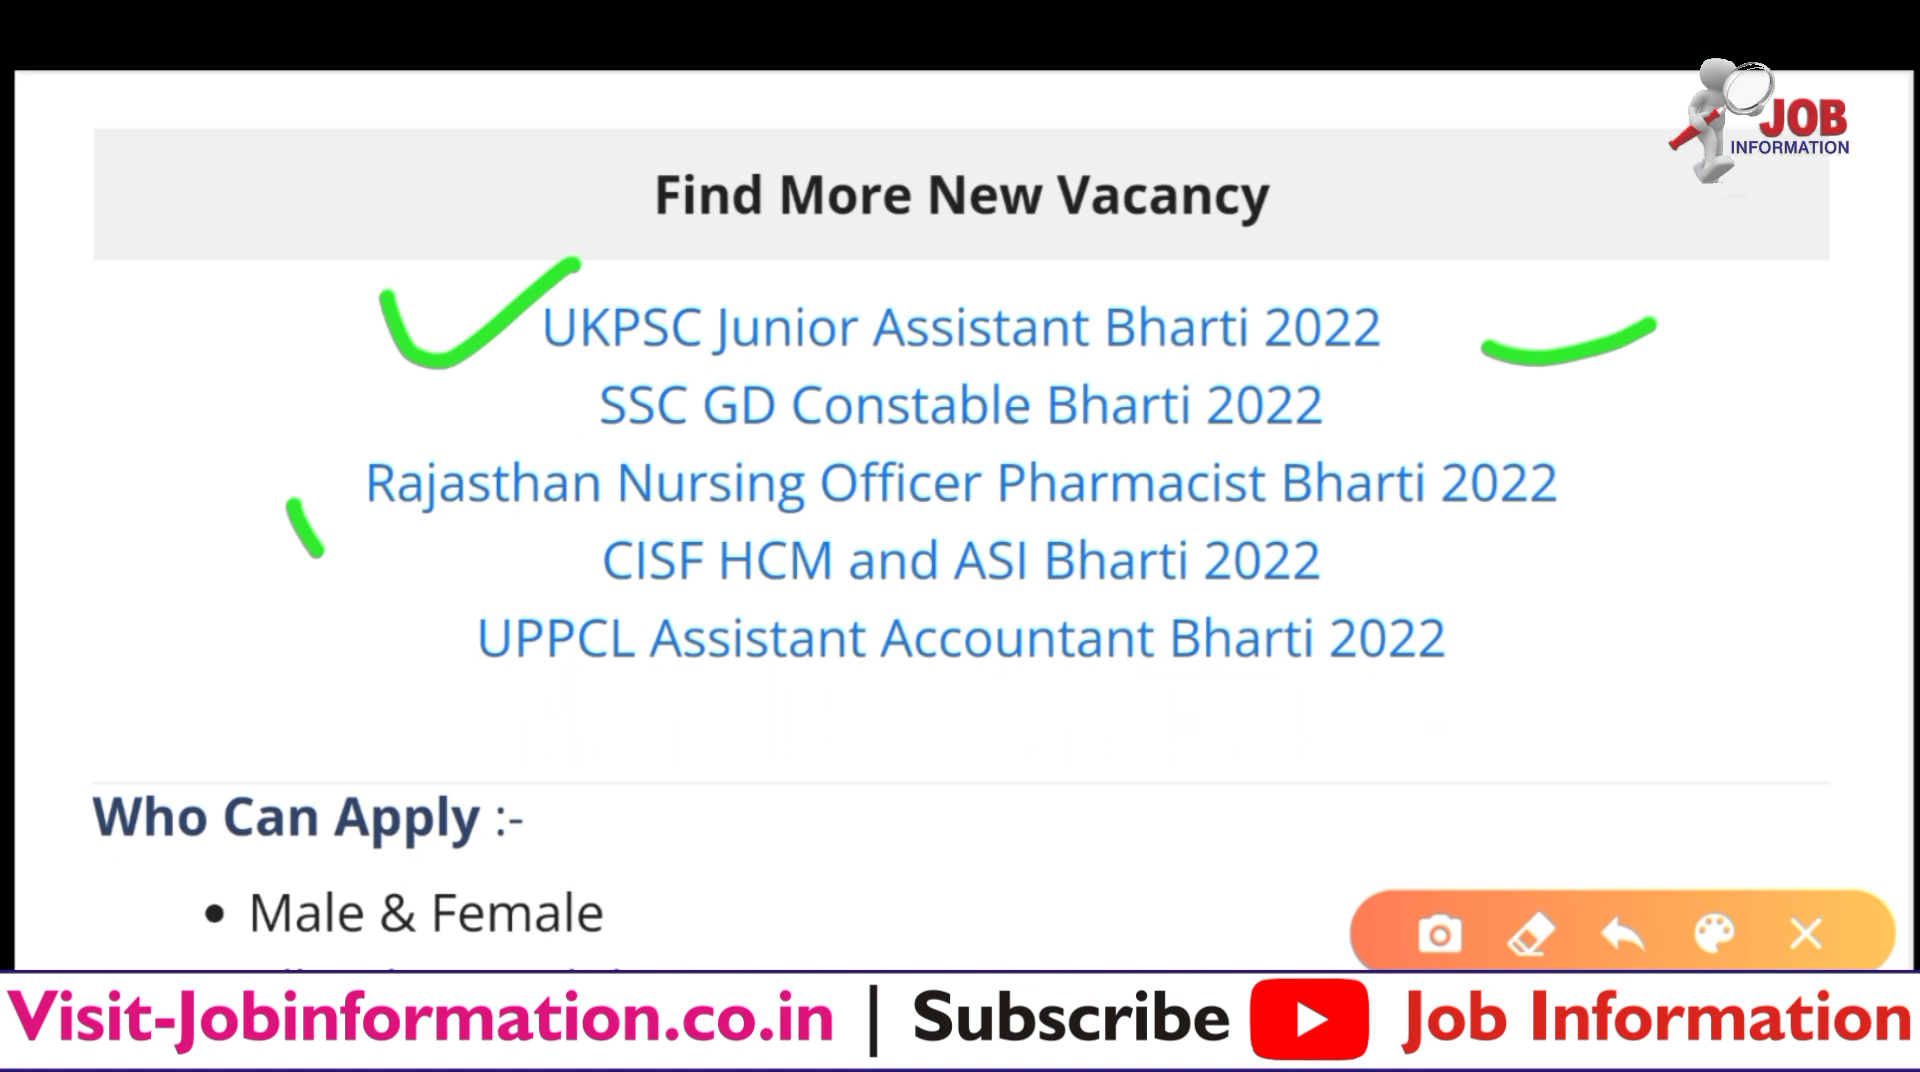 JOB
INFORMATION
Find More New Vacancy
UKPSC Junior Assistant Bharti 2022
SSC GD Constable Bharti 2022
Rajasthan Nursing Officer Pharmacist Bharti 2022
CISF HCM and ASI Bharti 2022
UPPCL Assistant Accountant Bharti 2022
Who Can Apply :-
• Male & Female
Visit-Jobinformation.co.in | Subscribe Job Information